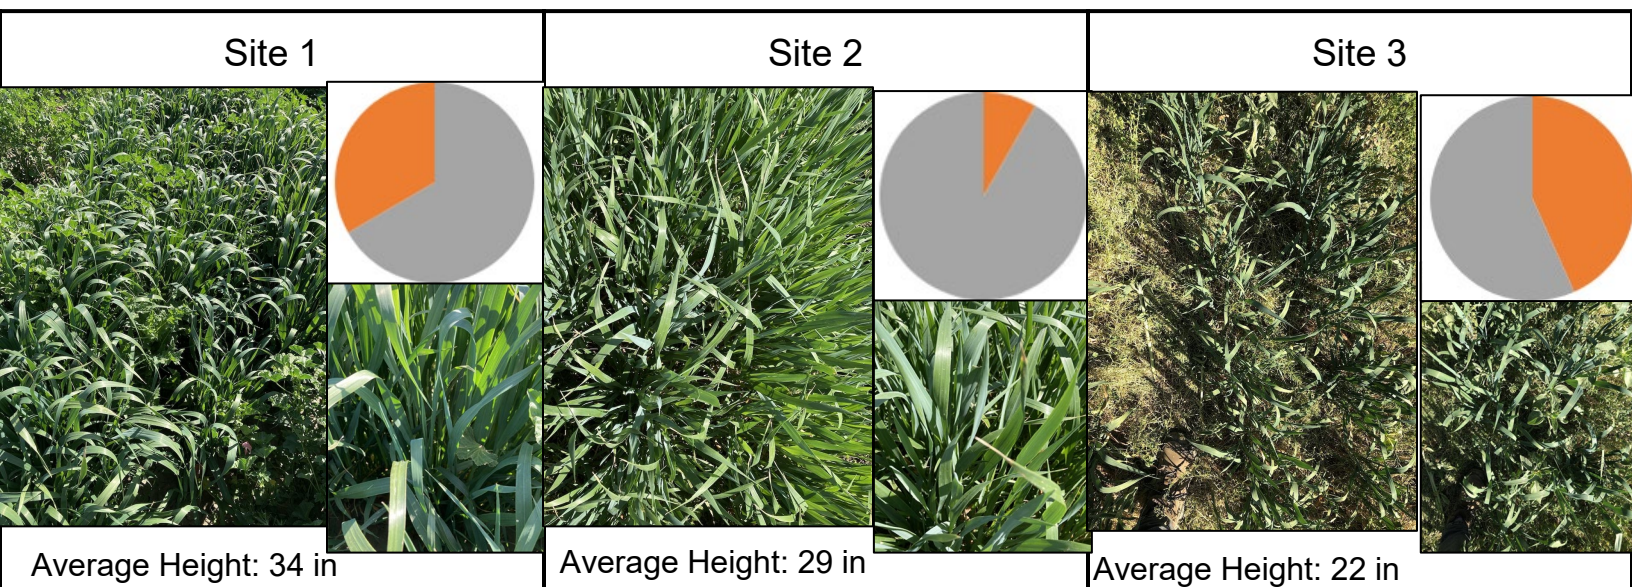 Site 1
Site 2
Site 3
Average Height: 34 in
Average Height: 29 in
Average Height: 22 in